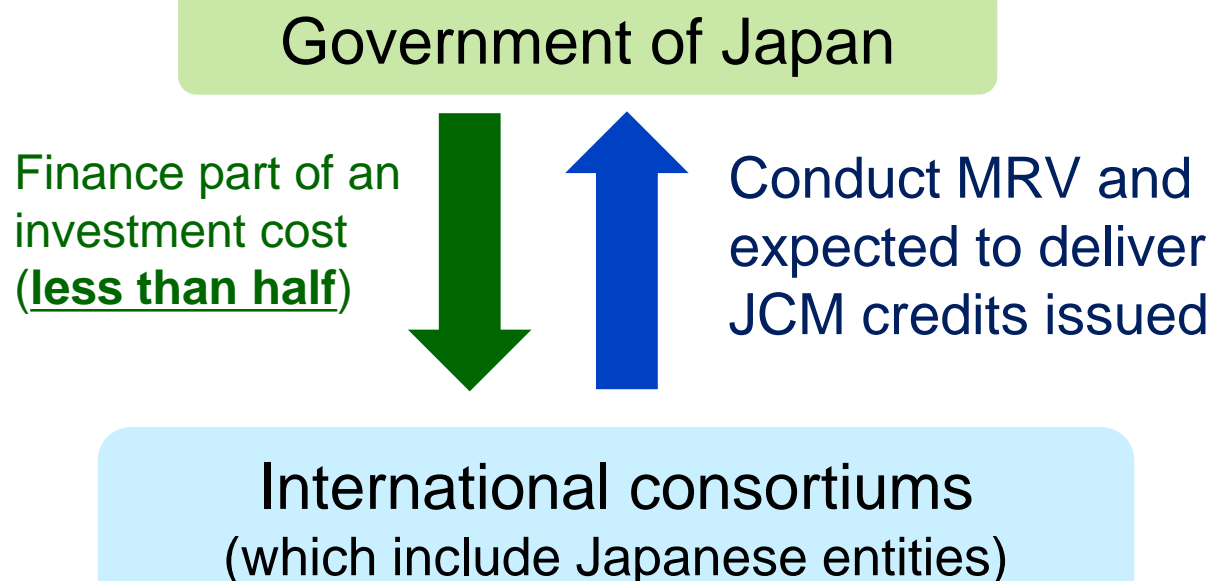 Government of Japan
Finance part of an
investment cost
(less than half)
Conduct MRV and
expected to deliver
JCM credits issued
International consortiums
(which include Japanese entities)